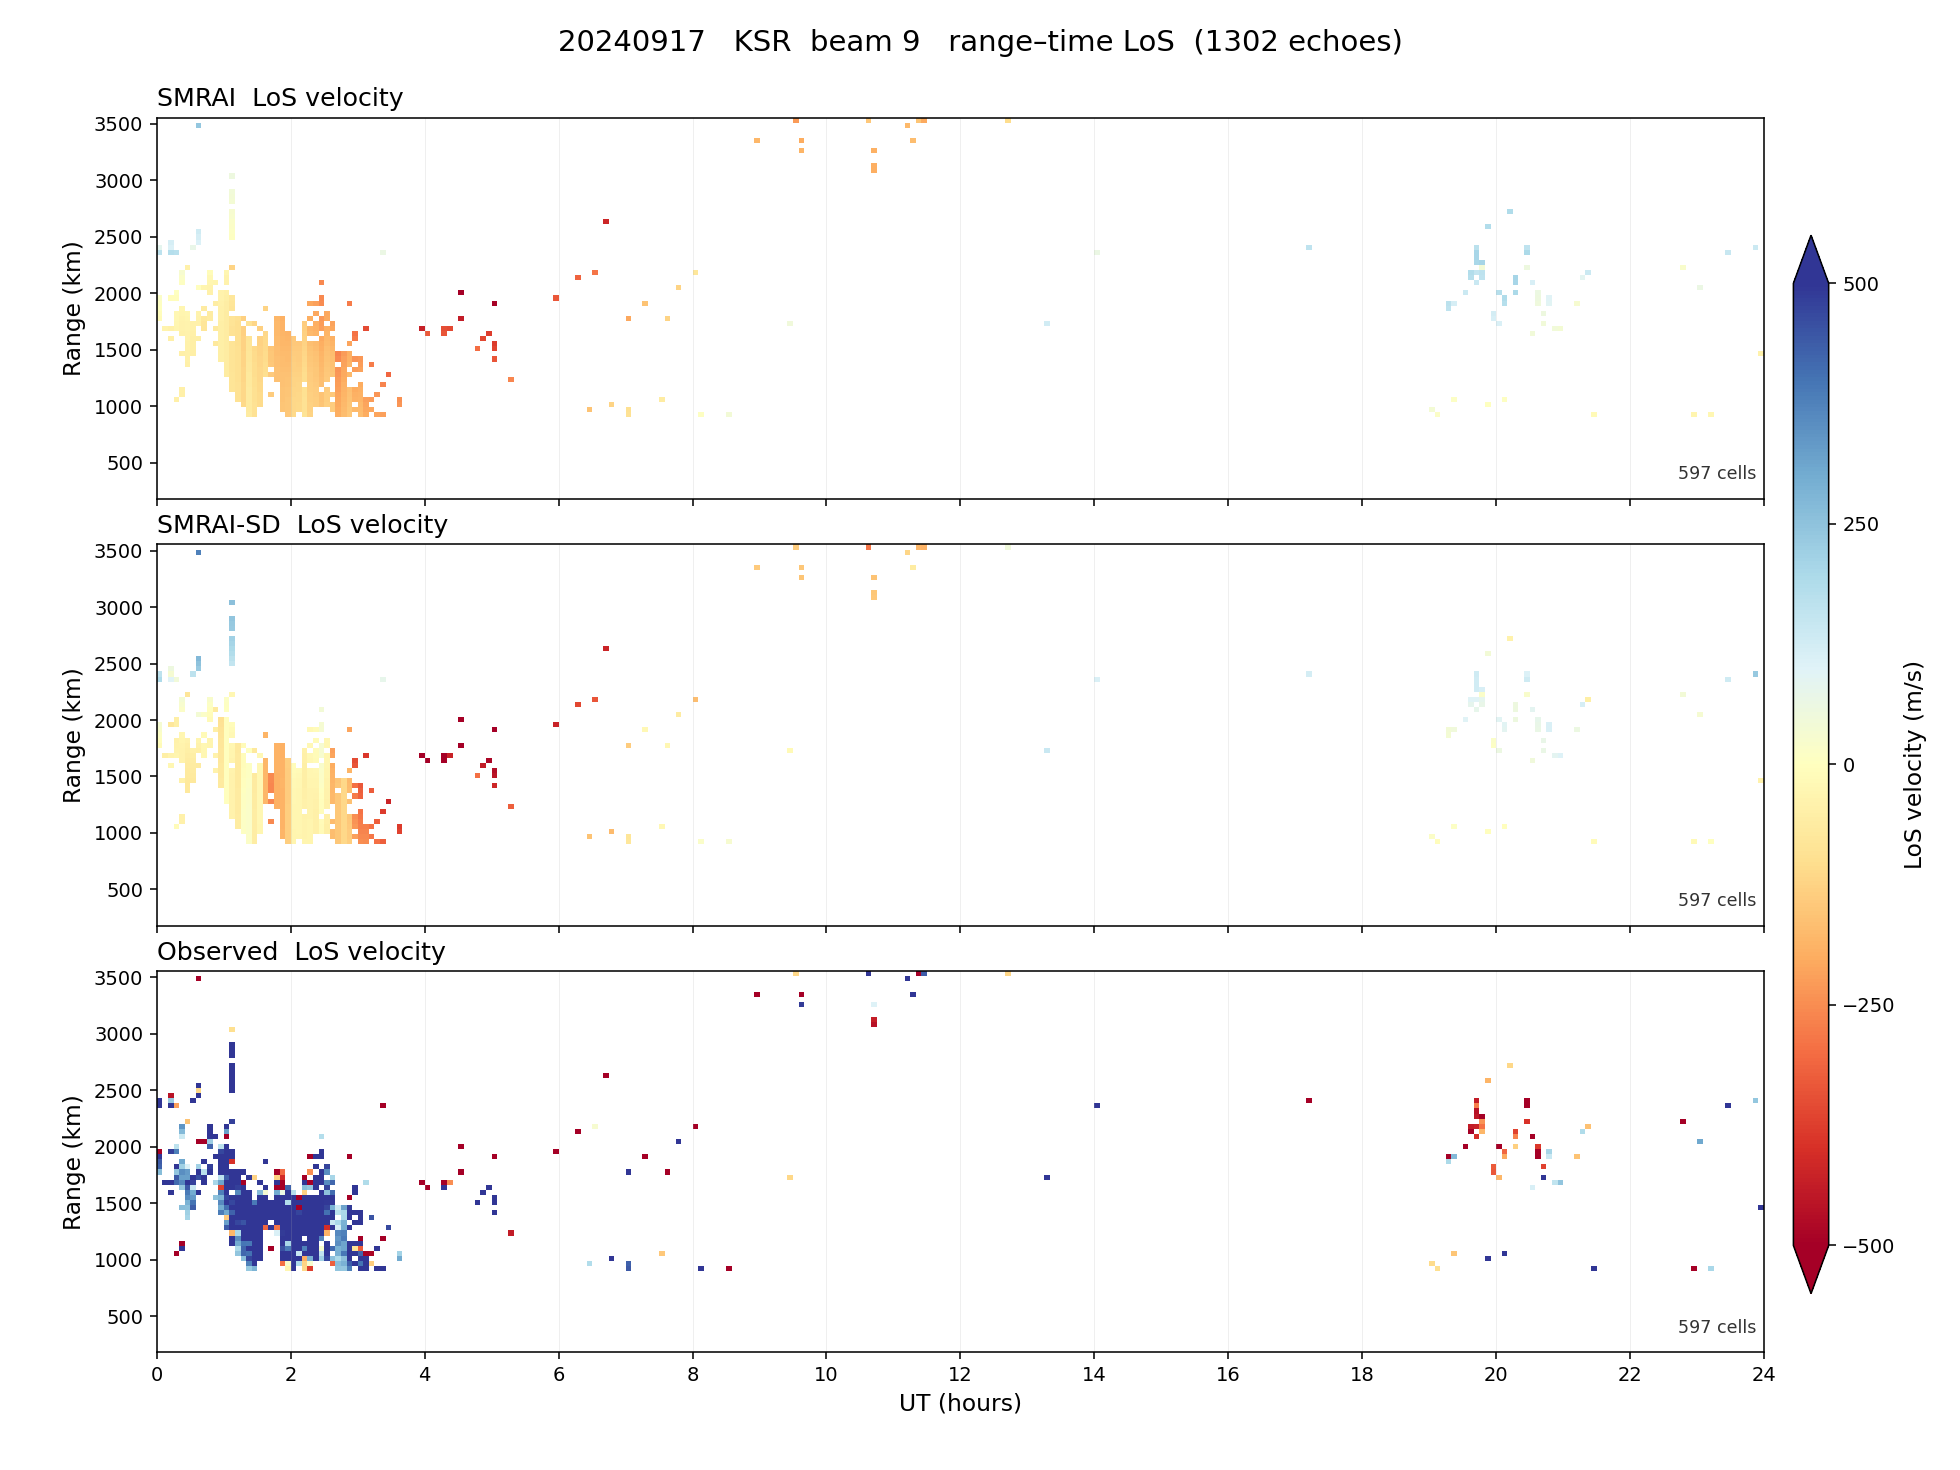 20240917   KSR  beam 9   range–time LoS  (1302 echoes)
SMRAI  LoS velocity
3500
3000
2500
2000
1500
1000
500
Range (km)
597 cells
SMRAI-SD  LoS velocity
3500
3000
2500
2000
1500
1000
500
Range (km)
597 cells
Observed  LoS velocity
3500
3000
2500
2000
1500
1000
500
Range (km)
597 cells
0 2 4 6 8 10 12 14 16 18 20 22 24
UT (hours)
500
250
0
−250
−500
LoS velocity (m/s)